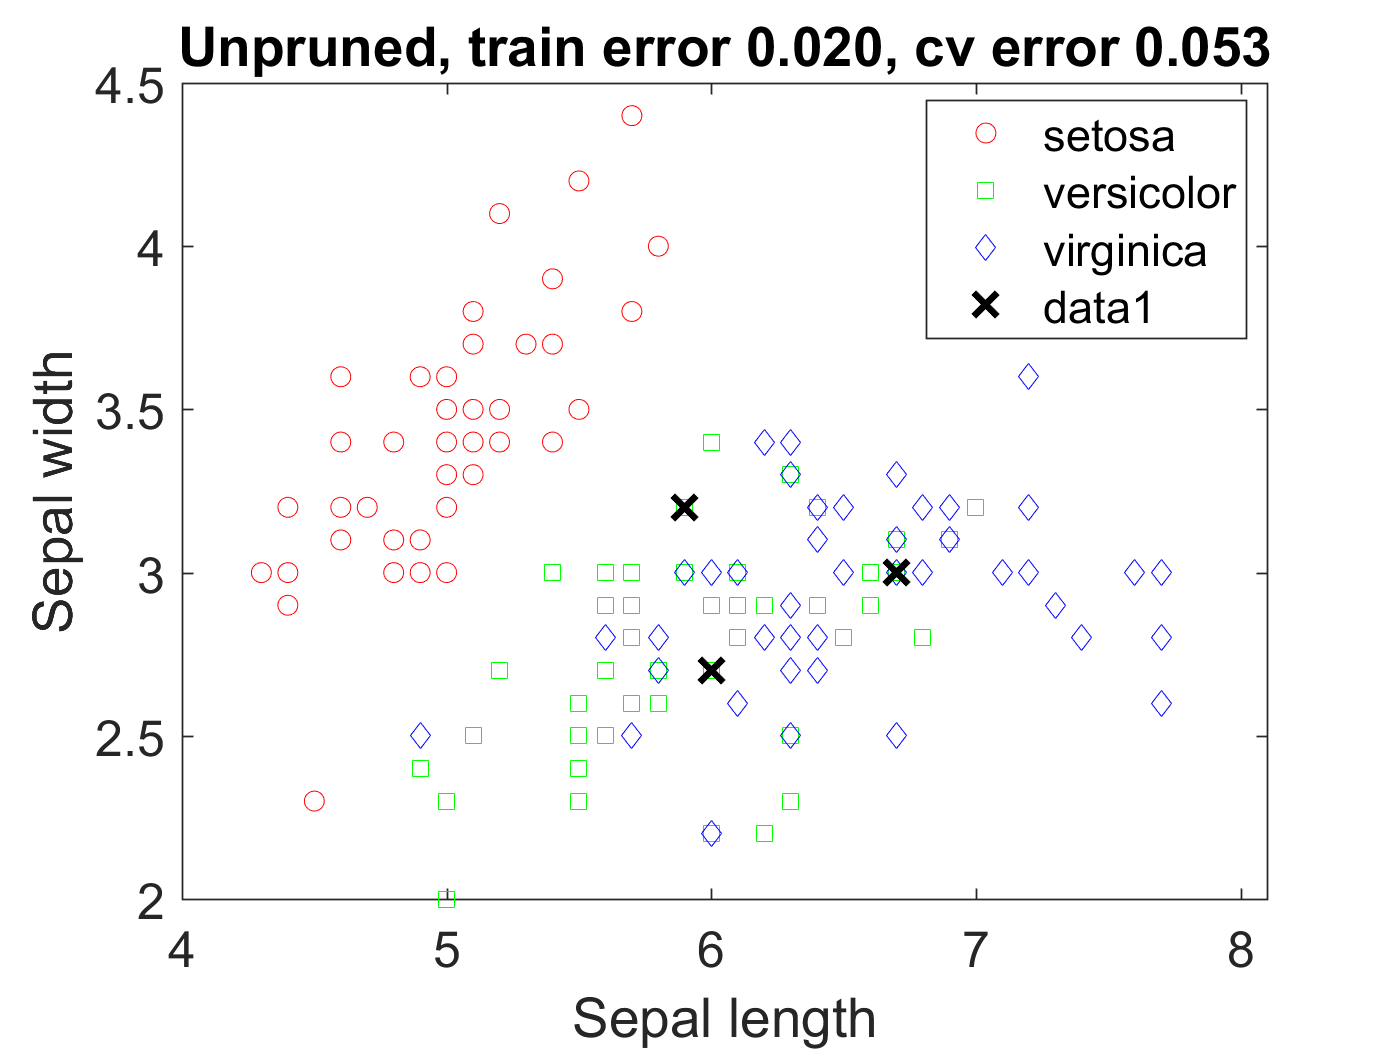 Unpruned, train error 0.020, cv error 0.053
4.5
4
3.5
3
2.5
2
Sepal width
setosa
versicolor
virginica
data1
4 5 6 7 8
Sepal length